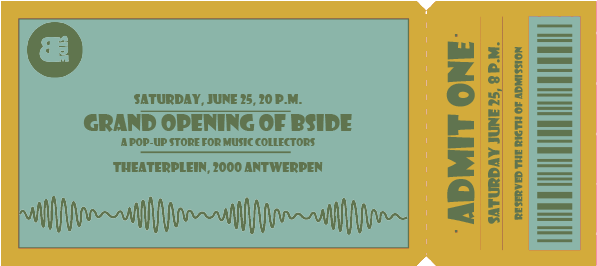 SATURDAY, JUNE 25, 20 P.M.
GRAND OPENING OF BSIDE
A POP-UP STORE FOR MUSIC COLLECTORS
THEATERPLEIN, 2000 ANTWERPEN
· ADMIT ONE ·
SATURDAY JUNE 25, 8 P.M.
RESERVED THE RIGTH OF ADMISSION